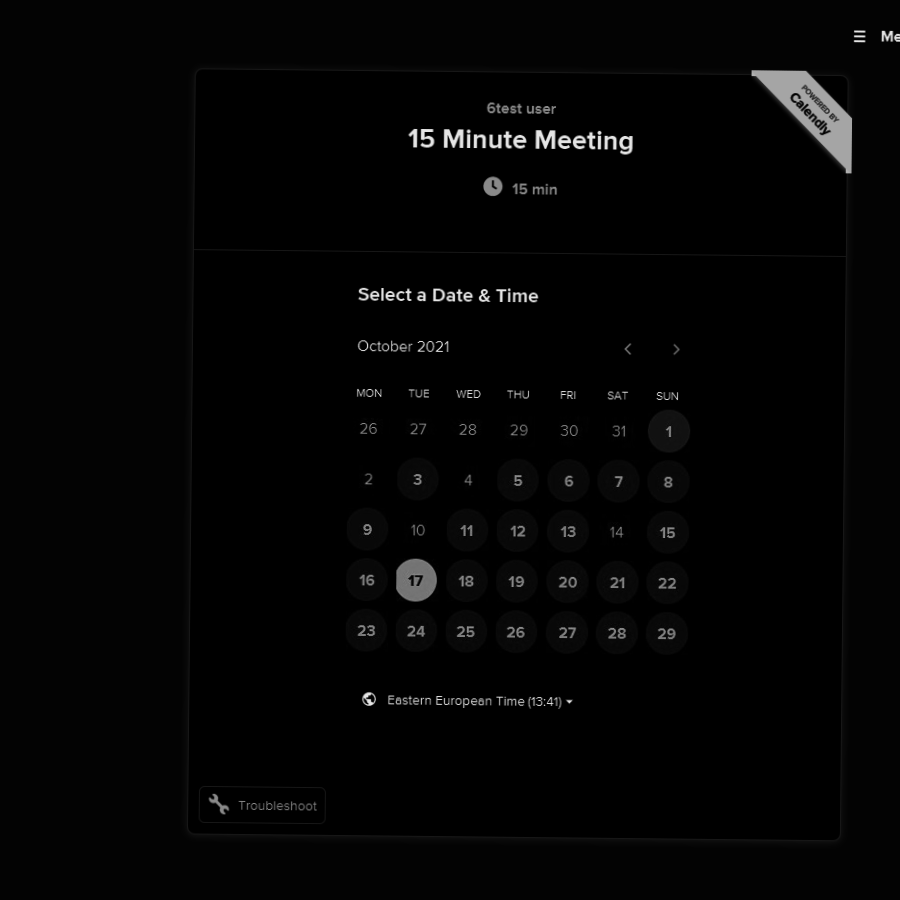 ☰ Me
POWERED BY
Calendly
6test user
15 Minute Meeting
15 min
Select a Date & Time
October 2021
MON TUE WED THU FRI SAT SUN
26 27 28 29 30 31 1
2 3 4 5 6 7 8
9 10 11 12 13 14 15
16 17 18 19 20 21 22
23 24 25 26 27 28 29
Eastern European Time (13:41)
Troubleshoot